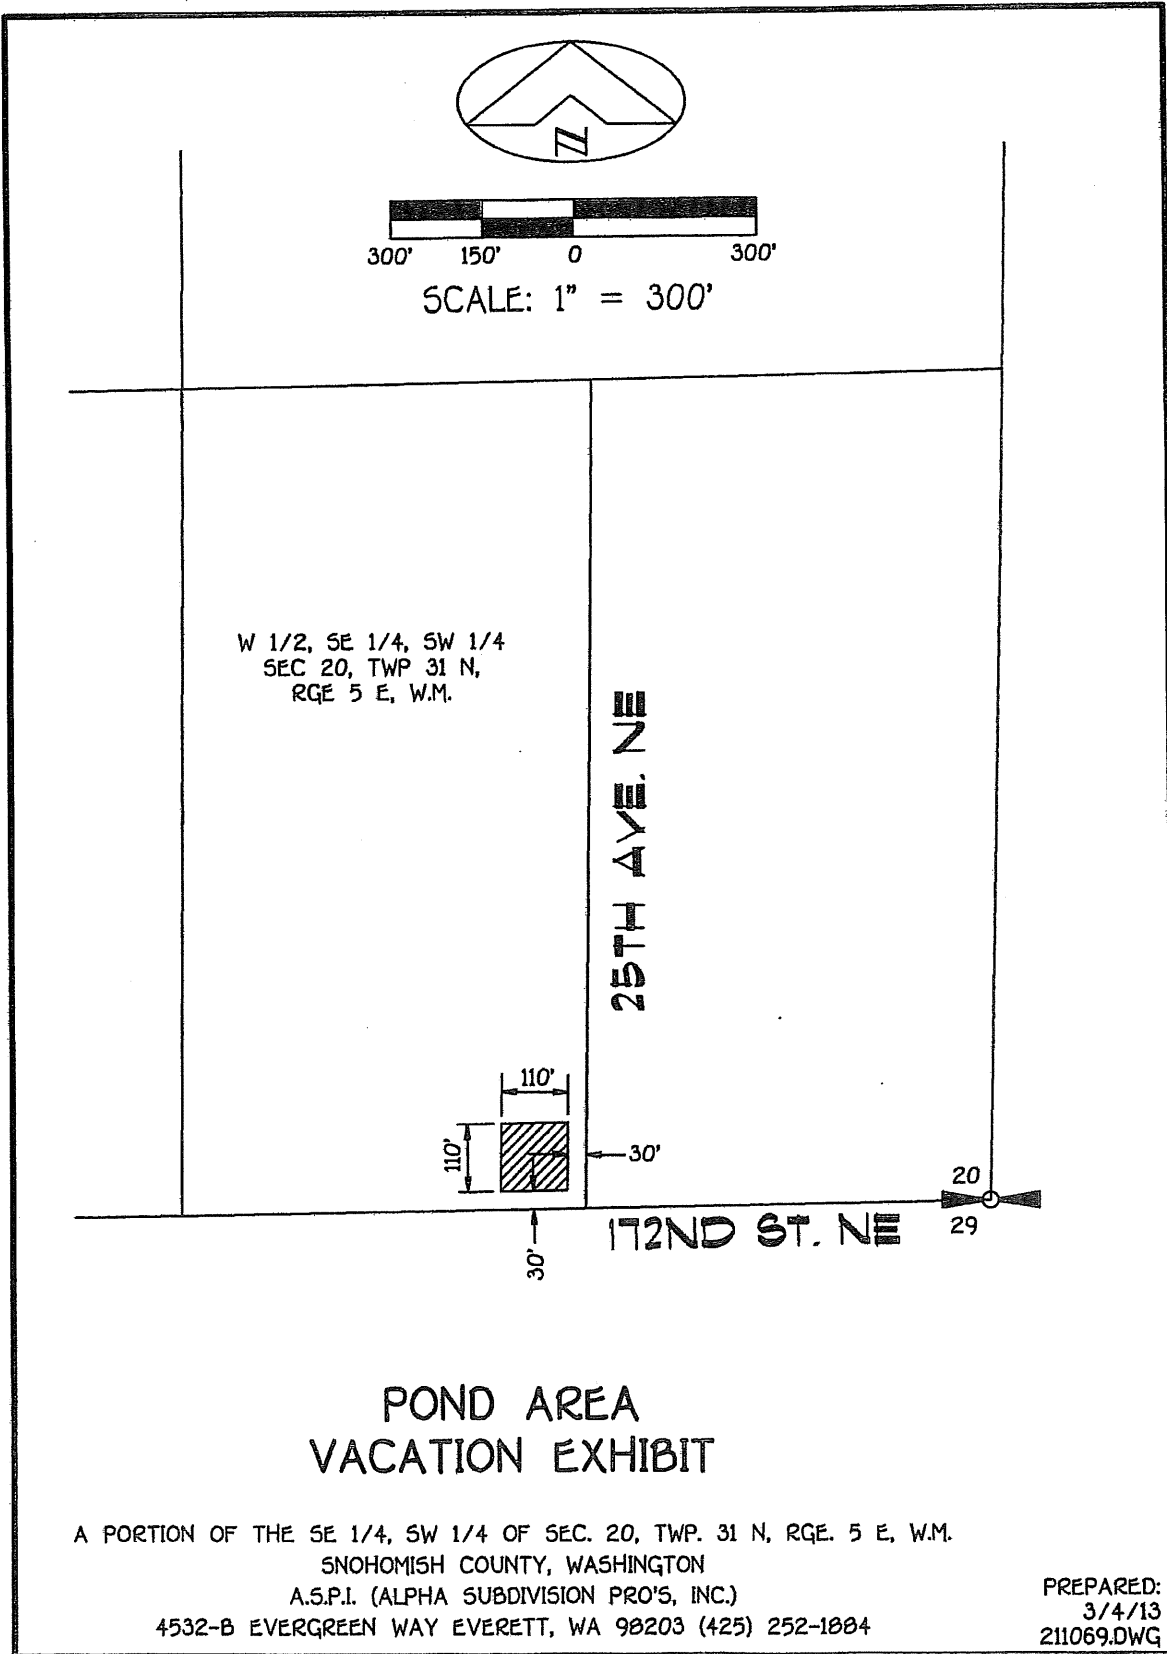 N
300' 150' 0 300'
SCALE: 1" = 300'
W 1/2, SE 1/4, SW 1/4
SEC 20, TWP 31 N,
RGE 5 E, W.M.
25TH AVE. NE
110'
110'
30'
20
29
172ND ST. NE
30'
POND AREA
VACATION EXHIBIT
A PORTION OF THE SE 1/4, SW 1/4 OF SEC. 20, TWP. 31 N, RGE. 5 E, W.M.
SNOHOMISH COUNTY, WASHINGTON
A.S.P.I. (ALPHA SUBDIVISION PRO'S, INC.)
4532-B EVERGREEN WAY EVERETT, WA 98203 (425) 252-1884
PREPARED:
3/4/13
211069.DWG